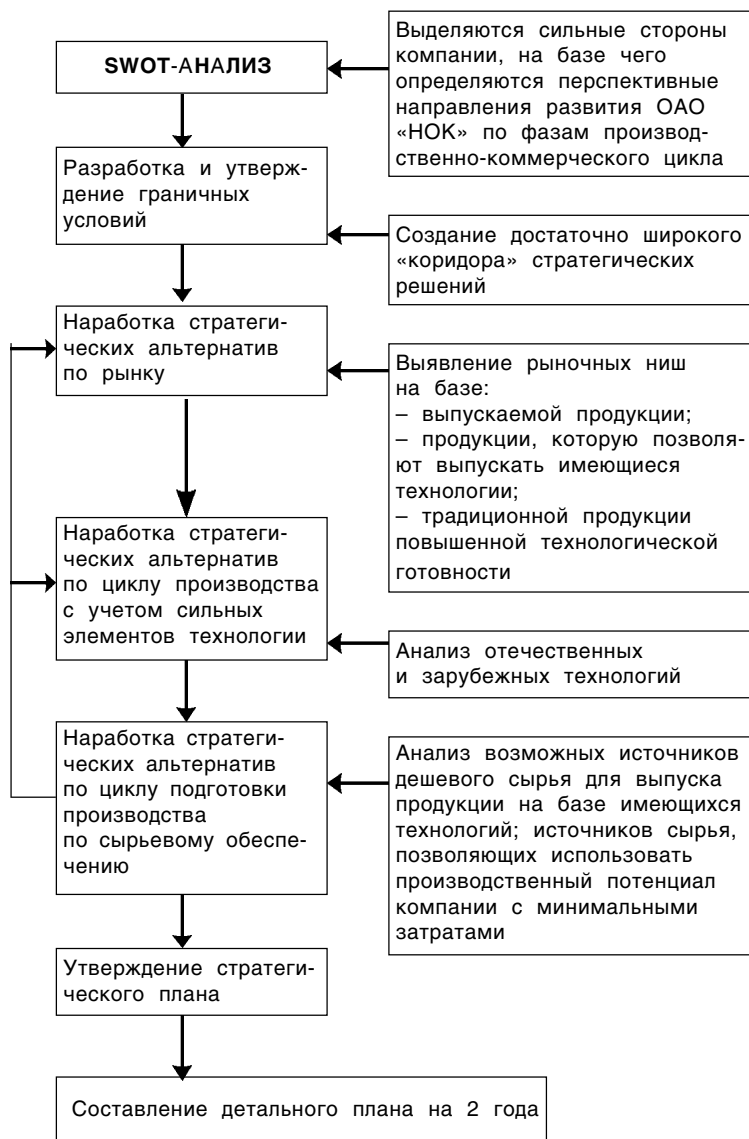 SWOT-АНАЛИЗ
Выделяются сильные стороны
компании, на базе чего
определяются перспективные
направления развития ОАО
«НОК» по фазам производ-
ственно-коммерческого цикла
Разработка и утверж-
дение граничных
условий
Создание достаточно широкого
«коридора» стратегических
решений
Наработка стратеги-
ческих альтернатив
по рынку
Выявление рыночных ниш
на базе:
– выпускаемой продукции;
– продукции, которую позволя-
ют выпускать имеющиеся
технологии;
– традиционной продукции
повышенной технологической
готовности
Наработка стратеги-
ческих альтернатив
по циклу производства
с учетом сильных
элементов технологии
Анализ отечественных
и зарубежных технологий
Наработка стратеги-
ческих альтернатив
по циклу подготовки
производства
по сырьевому обеспе-
чению
Анализ возможных источников
дешевого сырья для выпуска
продукции на базе имеющихся
технологий; источников сырья,
позволяющих использовать
производственный потенциал
компании с минимальными
затратами
Утверждение стратеги-
ческого плана
Составление детального плана на 2 года